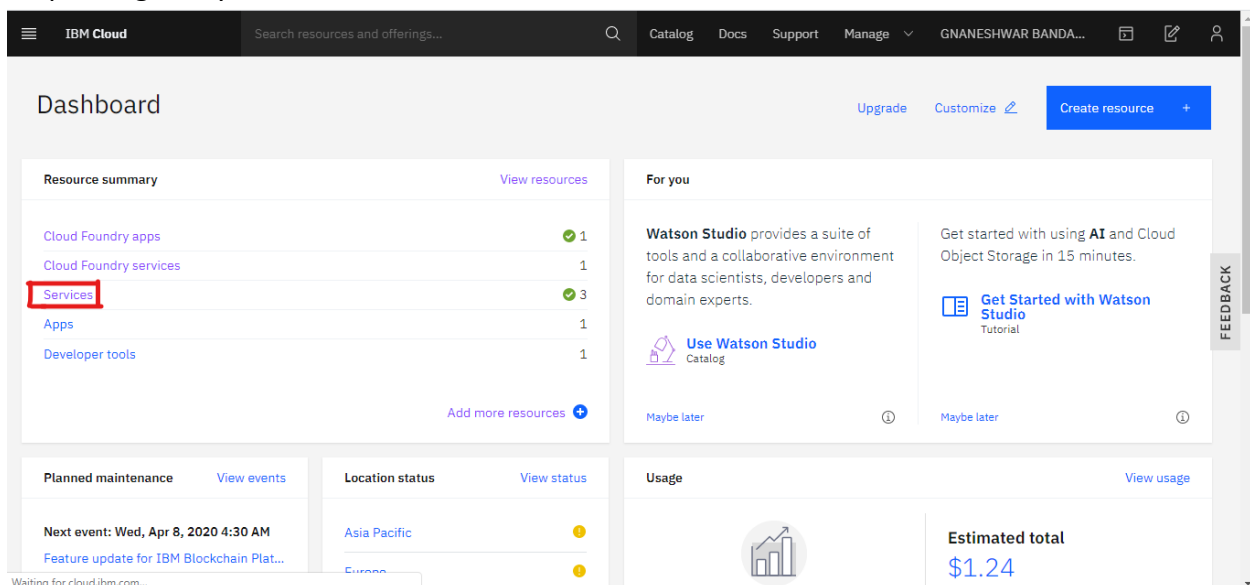 IBM Cloud
Search resources and offerings...
Catalog
Docs
Support
Manage
GNANESHWAR BANDA...
Dashboard
Upgrade
Customize
Create resource +
Resource summary
View resources
Cloud Foundry apps
1
Cloud Foundry services
1
Services
3
Apps
1
Developer tools
1
Add more resources
For you
Watson Studio provides a suite of
tools and a collaborative environment
for data scientists, developers and
domain experts.
Use Watson Studio
Catalog
Maybe later
Get started with using AI and Cloud
Object Storage in 15 minutes.
Get Started with Watson
Studio
Tutorial
Maybe later
FEEDBACK
Planned maintenance
View events
Next event: Wed, Apr 8, 2020 4:30 AM
Feature update for IBM Blockchain Plat...
Location status
View status
Asia Pacific
Europe
Usage
View usage
Estimated total
$1.24
Waiting for cloud.ibm.com...